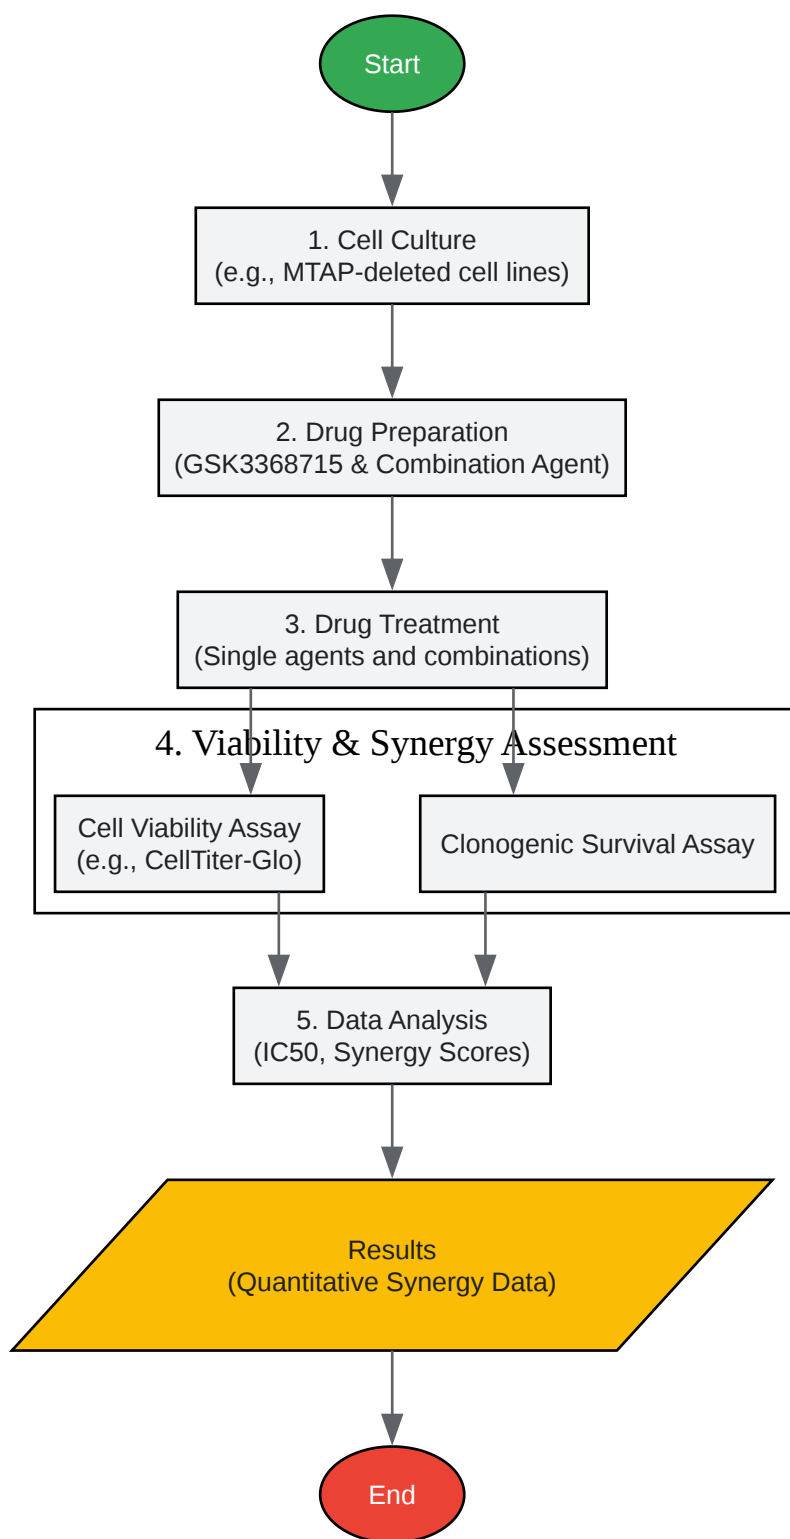 Start
1. Cell Culture
(e.g., MTAP-deleted cell lines)
2. Drug Preparation
(GSK3368715 & Combination Agent)
3. Drug Treatment
(Single agents and combinations)
4. Viability & Synergy Assessment
Cell Viability Assay
(e.g., CellTiter-Glo)
Clonogenic Survival Assay
5. Data Analysis
(IC50, Synergy Scores)
Results
(Quantitative Synergy Data)
End